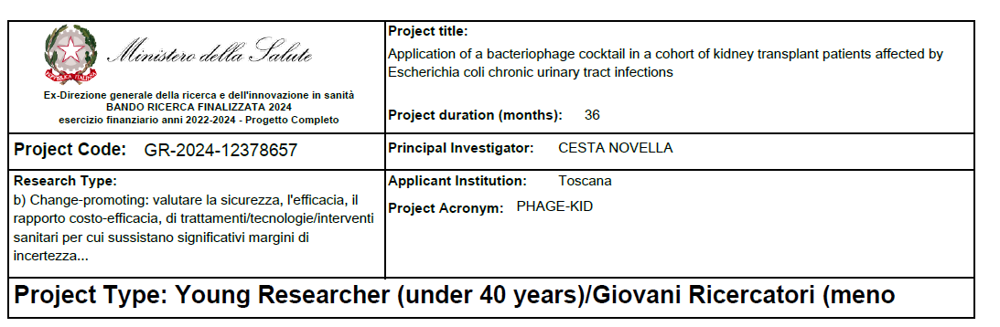 Ministero della Salute
Ex-Direzione generale della ricerca e dell'innovazione in sanità
BANDO RICERCA FINALIZZATA 2024
esercizio finanziario anni 2022-2024 - Progetto Completo
Project title:
Application of a bacteriophage cocktail in a cohort of kidney transplant patients affected by
Escherichia coli chronic urinary tract infections
Project duration (months): 36
Project Code: GR-2024-12378657
Principal Investigator: CESTA NOVELLA
Research Type:
b) Change-promoting: valutare la sicurezza, l'efficacia, il
rapporto costo-efficacia, di trattamenti/tecnologie/interventi
sanitari per cui sussistano significativi margini di
incertezza...
Applicant Institution: Toscana
Project Acronym: PHAGE-KID
Project Type: Young Researcher (under 40 years)/Giovani Ricercatori (meno